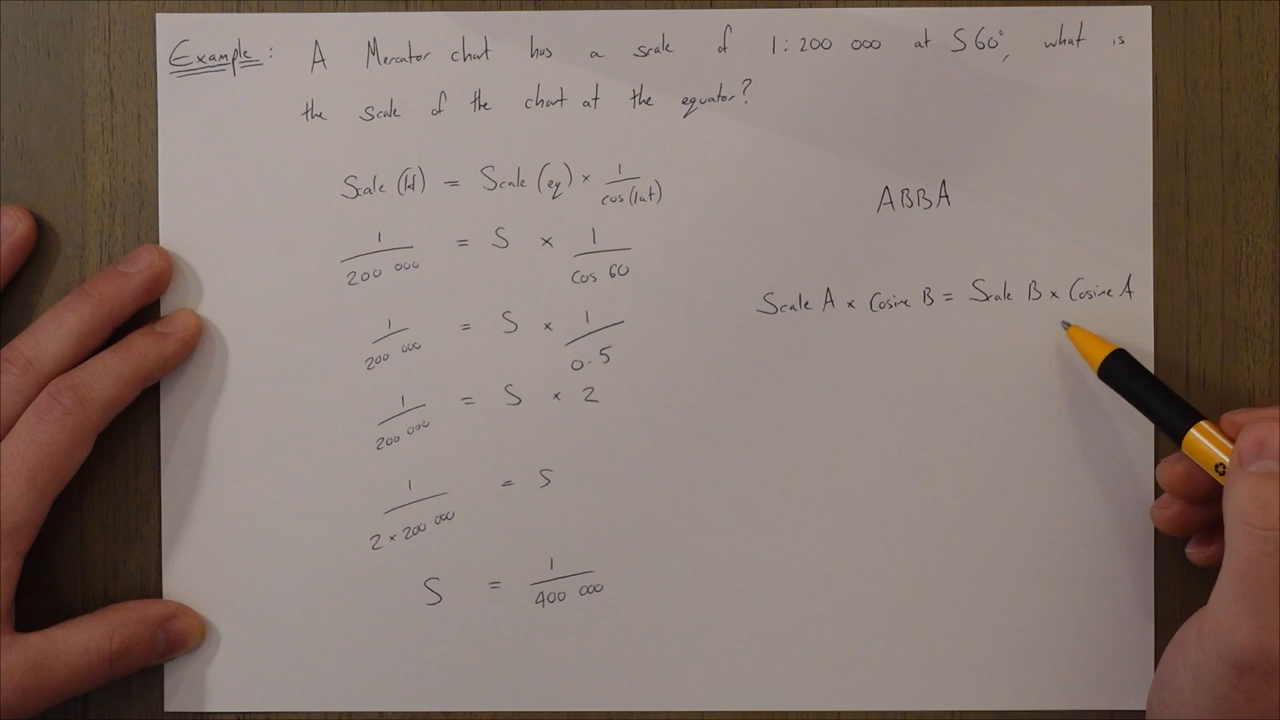 Example: A Mercator chart has a scale of 1:200 000 at S60°, what is
the scale of the chart at the equator?
Scale (lat) = Scale (eq) × 1/cos(lat)
1/200 000 = S × 1/cos 60
1/200 000 = S × 1/0.5
1/200 000 = S × 2
1/2 × 200 000 = S
S = 1/400 000
ABBA
Scale A × Cosine B = Scale B × Cosine A